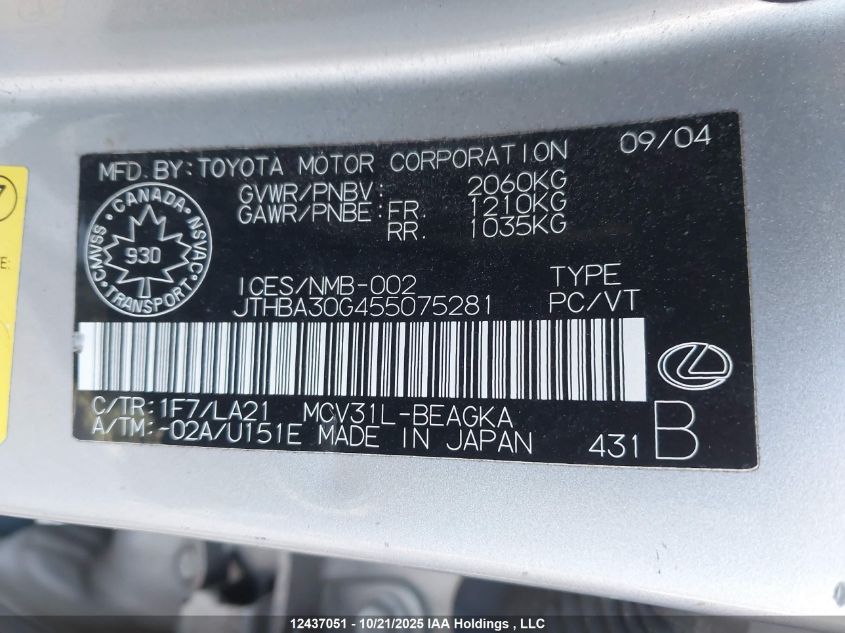 MFD. BY: TOYOTA MOTOR CORPORATION 09/04
GVWR/PNBV: 2060KG
GAWR/PNBE: FR. 1210KG
RR. 1035KG
CANADA
CMVSS NSVAC
930
TRANSPORT
ICES/NMB-002 TYPE
JTHBA30G455075281 PC/VT
C/TR: 1F7/LA21 MCV31L-BEAGKA
A/TM: -02A/U151E MADE IN JAPAN 431 B
12437051 - 10/21/2025 IAA Holdings , LLC